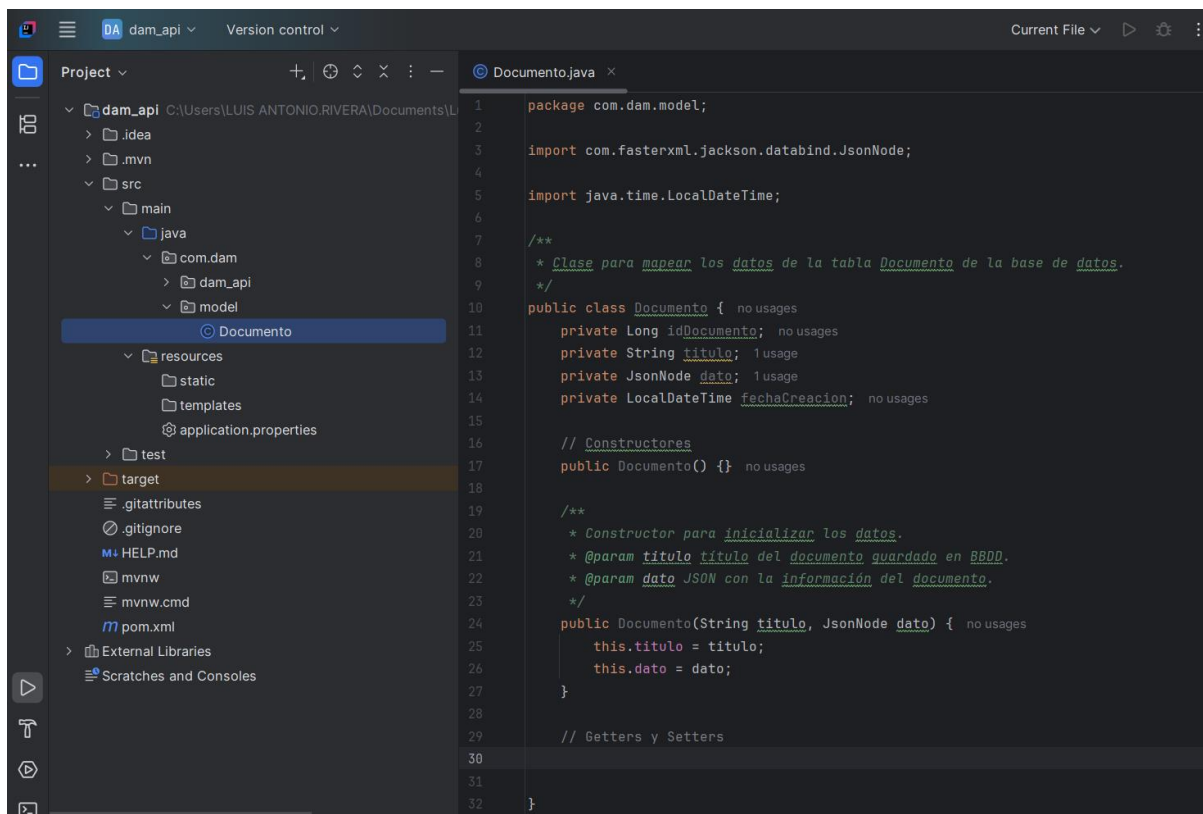 DA dam_api Version control Current File
Project
Documento.java
dam_api C:\Users\LUIS ANTONIO.RIVERA\Documents\L
.idea
.mvn
src
main
java
com.dam
dam_api
model
Documento
resources
static
templates
application.properties
test
target
.gitattributes
.gitignore
M↓ HELP.md
mvnw
mvnw.cmd
m pom.xml
External Libraries
Scratches and Consoles
1 package com.dam.model;
2
3 import com.fasterxml.jackson.databind.JsonNode;
4
5 import java.time.LocalDateTime;
6
7 /**
8 * Clase para mapear los datos de la tabla Documento de la base de datos.
9 */
10 public class Documento { no usages
11 private Long idDocumento; no usages
12 private String titulo; 1 usage
13 private JsonNode dato; 1 usage
14 private LocalDateTime fechaCreacion; no usages
15
16 // Constructores
17 public Documento() {} no usages
18
19 /**
20 * Constructor para inicializar los datos.
21 * @param titulo título del documento guardado en BBDD.
22 * @param dato JSON con la información del documento.
23 */
24 public Documento(String titulo, JsonNode dato) { no usages
25 this.titulo = titulo;
26 this.dato = dato;
27 }
28
29 // Getters y Setters
30
31
32 }